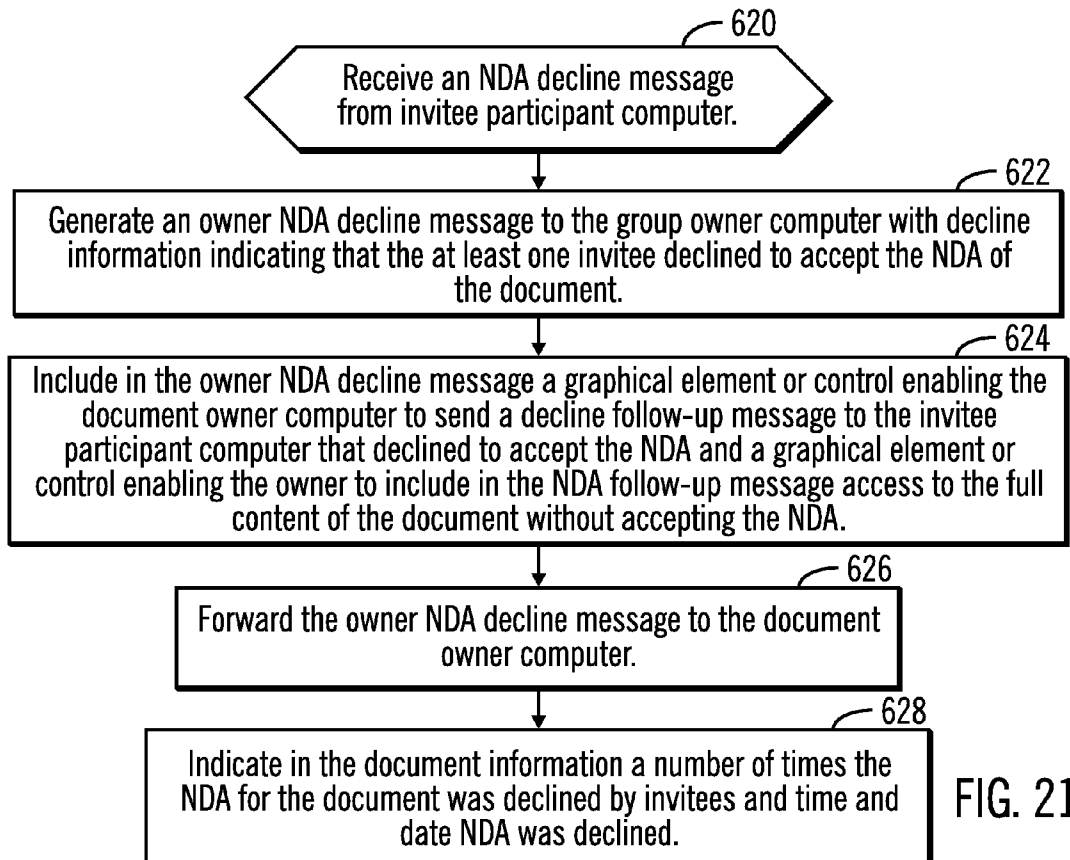 620
Receive an NDA decline message
from invitee participant computer.
622
Generate an owner NDA decline message to the group owner computer with decline
information indicating that the at least one invitee declined to accept the NDA of
the document.
624
Include in the owner NDA decline message a graphical element or control enabling the
document owner computer to send a decline follow-up message to the invitee
participant computer that declined to accept the NDA and a graphical element or
control enabling the owner to include in the NDA follow-up message access to the full
content of the document without accepting the NDA.
626
Forward the owner NDA decline message to the document
owner computer.
628
Indicate in the document information a number of times the
NDA for the document was declined by invitees and time and
date NDA was declined.
FIG. 21